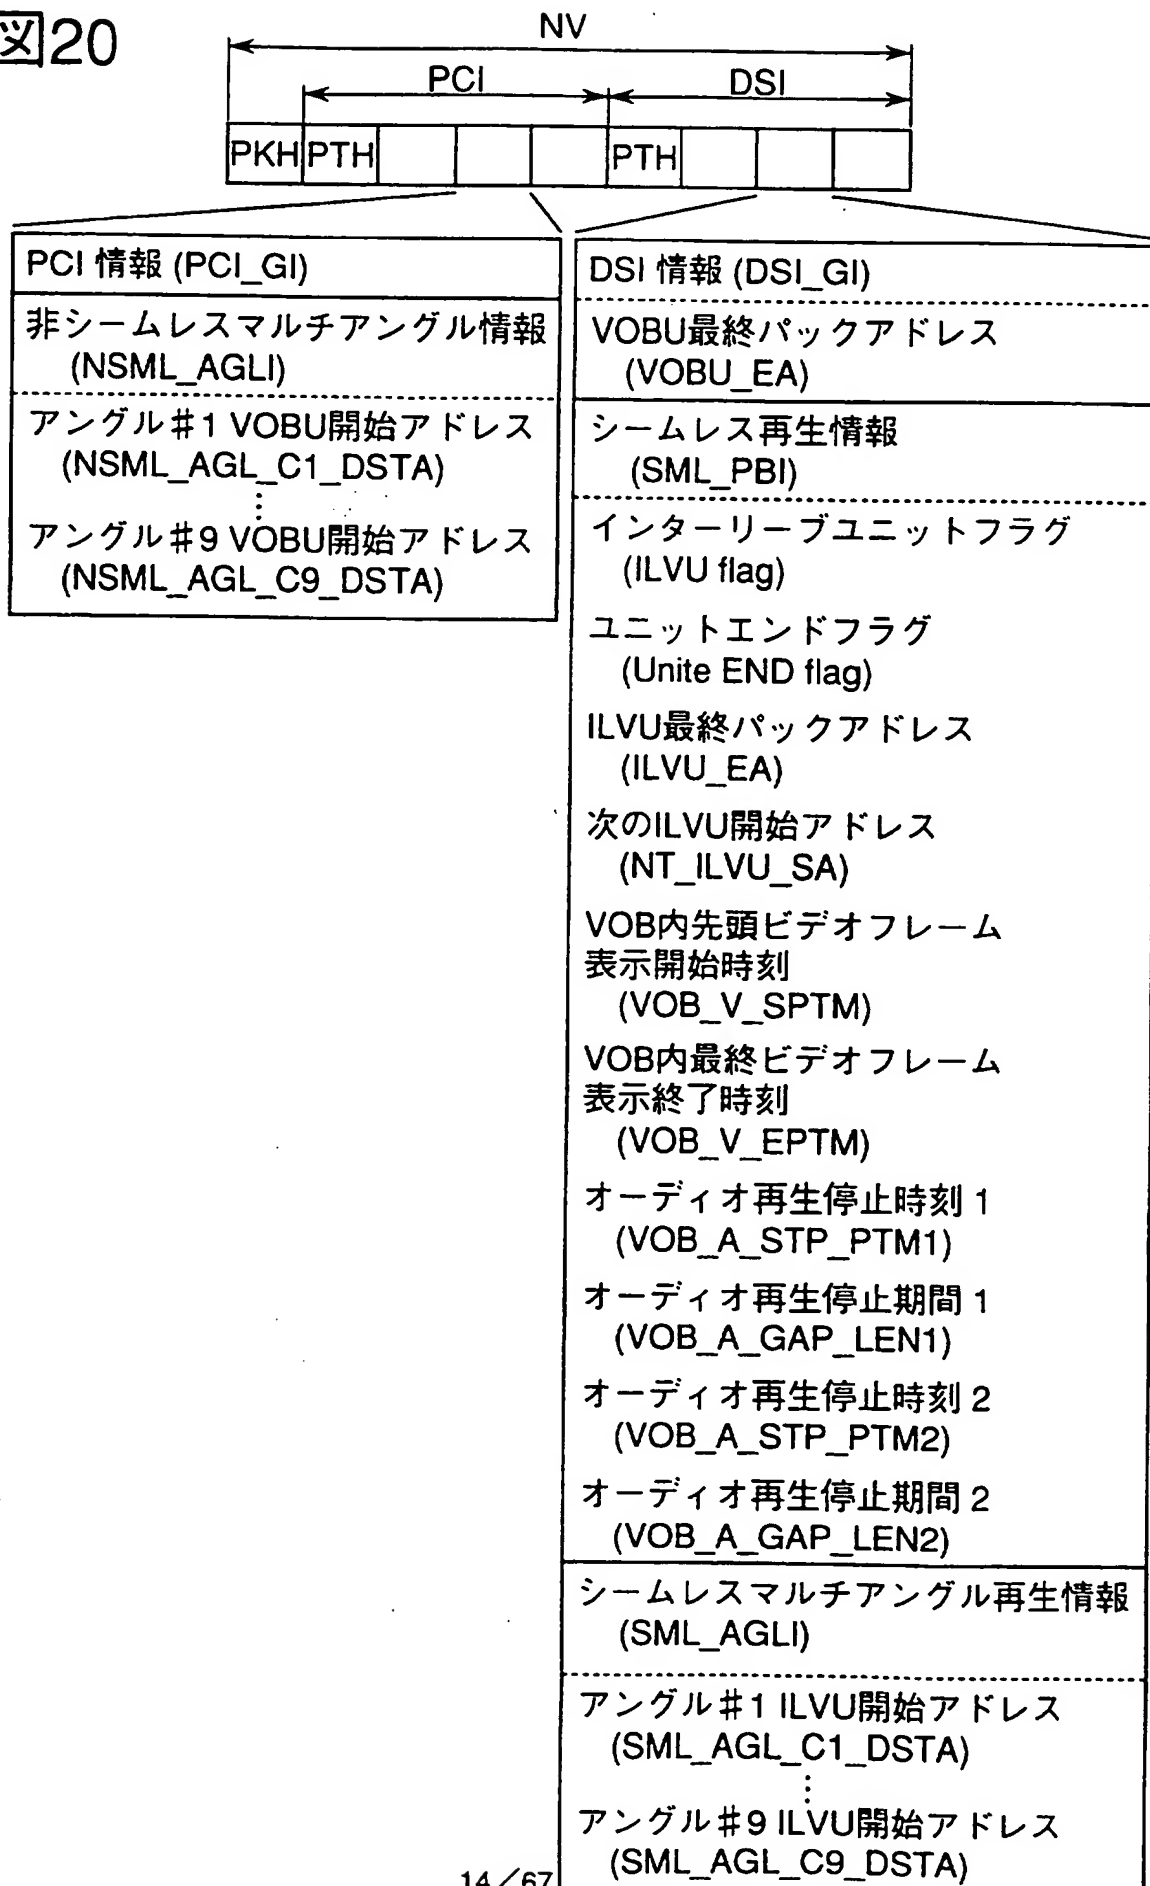 図20
NV
PCI
DSI
PKH
PTH
PTH
PCI 情報 (PCI_GI)
非シームレスマルチアングル情報
(NSML_AGLI)
アングル#1 VOBU開始アドレス
(NSML_AGL_C1_DSTA)
アングル#9 VOBU開始アドレス
(NSML_AGL_C9_DSTA)
DSI 情報 (DSI_GI)
VOBU最終パックアドレス
(VOBU_EA)
シームレス再生情報
(SML_PBI)
インターリーブユニットフラグ
(ILVU flag)
ユニットエンドフラグ
(Unite END flag)
ILVU最終パックアドレス
(ILVU_EA)
次のILVU開始アドレス
(NT_ILVU_SA)
VOB内先頭ビデオフレーム
表示開始時刻
(VOB_V_SPTM)
VOB内最終ビデオフレーム
表示終了時刻
(VOB_V_EPTM)
オーディオ再生停止時刻 1
(VOB_A_STP_PTM1)
オーディオ再生停止期間 1
(VOB_A_GAP_LEN1)
オーディオ再生停止時刻 2
(VOB_A_STP_PTM2)
オーディオ再生停止期間 2
(VOB_A_GAP_LEN2)
シームレスマルチアングル再生情報
(SML_AGLI)
アングル#1 ILVU開始アドレス
(SML_AGL_C1_DSTA)
アングル#9 ILVU開始アドレス
(SML_AGL_C9_DSTA)
14/67